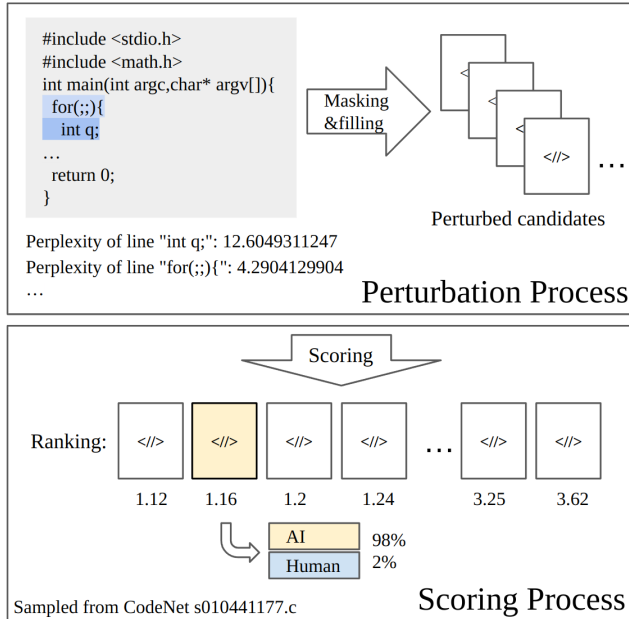 #include <stdio.h>
#include <math.h>
int main(int argc,char* argv[]){
for(;;){
int q;
…
return 0;
}
Masking
&filling
<//>
…
Perturbed candidates
Perplexity of line "int q;": 12.6049311247
Perplexity of line "for(;;){": 4.2904129904
…
Perturbation Process
Scoring
Ranking: <//> <//> <//> <//> … <//> <//>
1.12 1.16 1.2 1.24 3.25 3.62
AI 98%
Human 2%
Sampled from CodeNet s010441177.c
Scoring Process